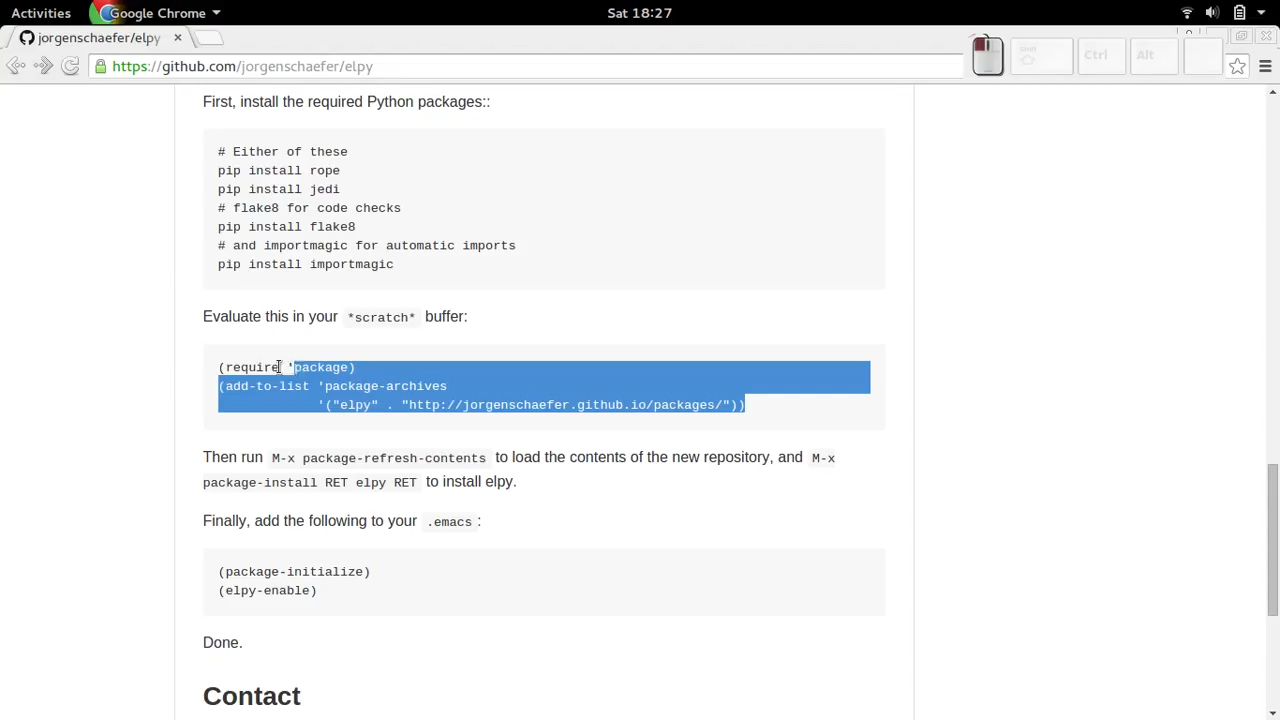 Activities
Google Chrome
Sat 18:27
jorgenschaefer/elpy
https://github.com/jorgenschaefer/elpy
Shift
Ctrl
Alt
First, install the required Python packages::
# Either of these
pip install rope
pip install jedi
# flake8 for code checks
pip install flake8
# and importmagic for automatic imports
pip install importmagic
Evaluate this in your *scratch* buffer:
(require 'package)
(add-to-list 'package-archives
'("elpy" . "http://jorgenschaefer.github.io/packages/"))
Then run M-x package-refresh-contents to load the contents of the new repository, and M-x
package-install RET elpy RET to install elpy.
Finally, add the following to your .emacs:
(package-initialize)
(elpy-enable)
Done.
Contact